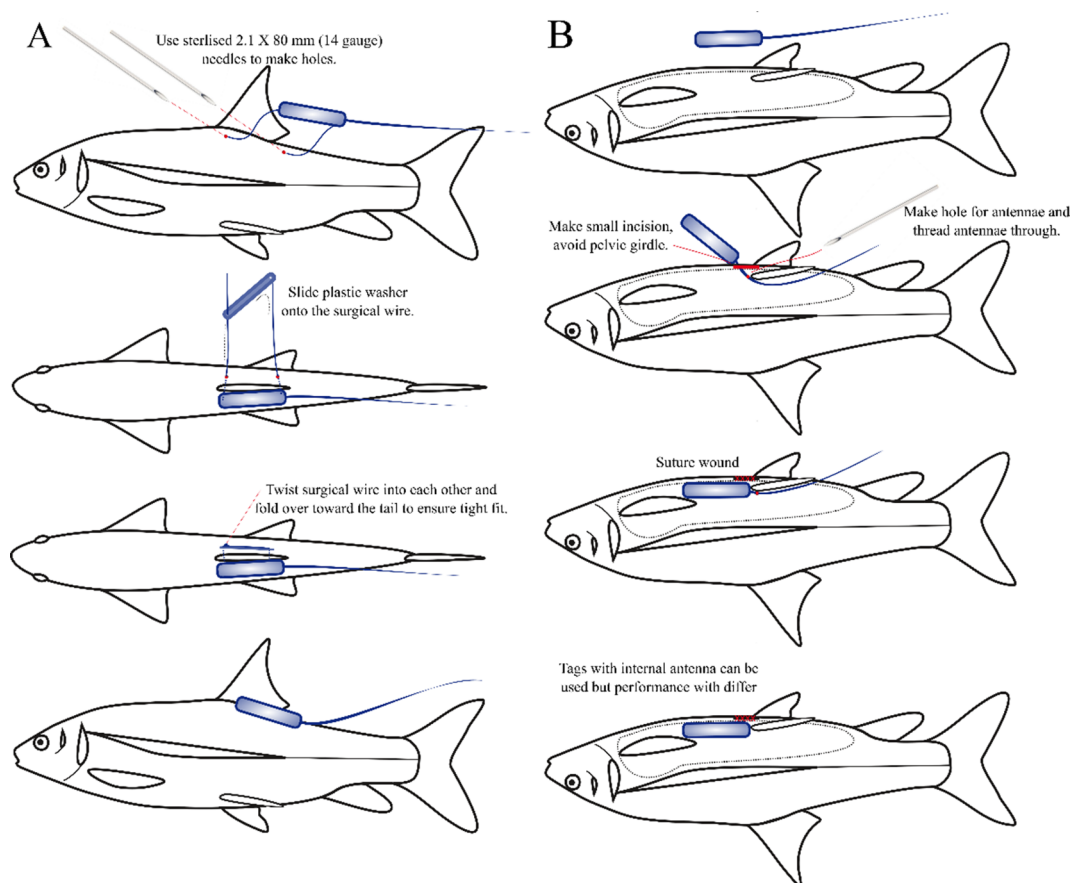 A
Use sterlised 2.1 X 80 mm (14 gauge)
needles to make holes.
Slide plastic washer
onto the surgical wire.
Twist surgical wire into each other and
fold over toward the tail to ensure tight fit.
B
Make small incision,
avoid pelvic girdle.
Make hole for antennae and
thread antennae through.
Suture wound
Tags with internal antenna can be
used but performance with differ